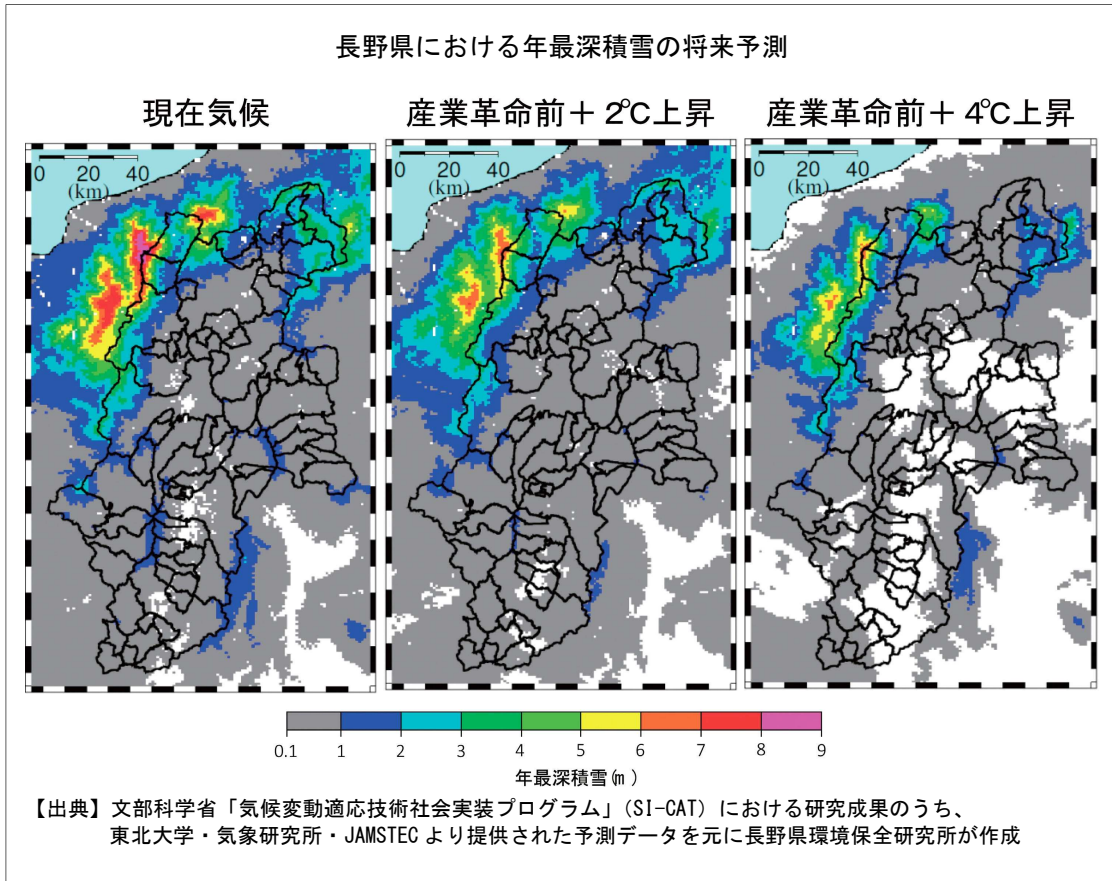 長野県における年最深積雪の将来予測
現在気候
産業革命前＋2℃上昇
産業革命前＋4℃上昇
0 20 40
(km)
0 20 40
(km)
0 20 40
(km)
0.1 1 2 3 4 5 6 7 8 9
年最深積雪(m)
【出典】文部科学省「気候変動適応技術社会実装プログラム」(SI-CAT)における研究成果のうち、
東北大学・気象研究所・JAMSTECより提供された予測データを元に長野県環境保全研究所が作成